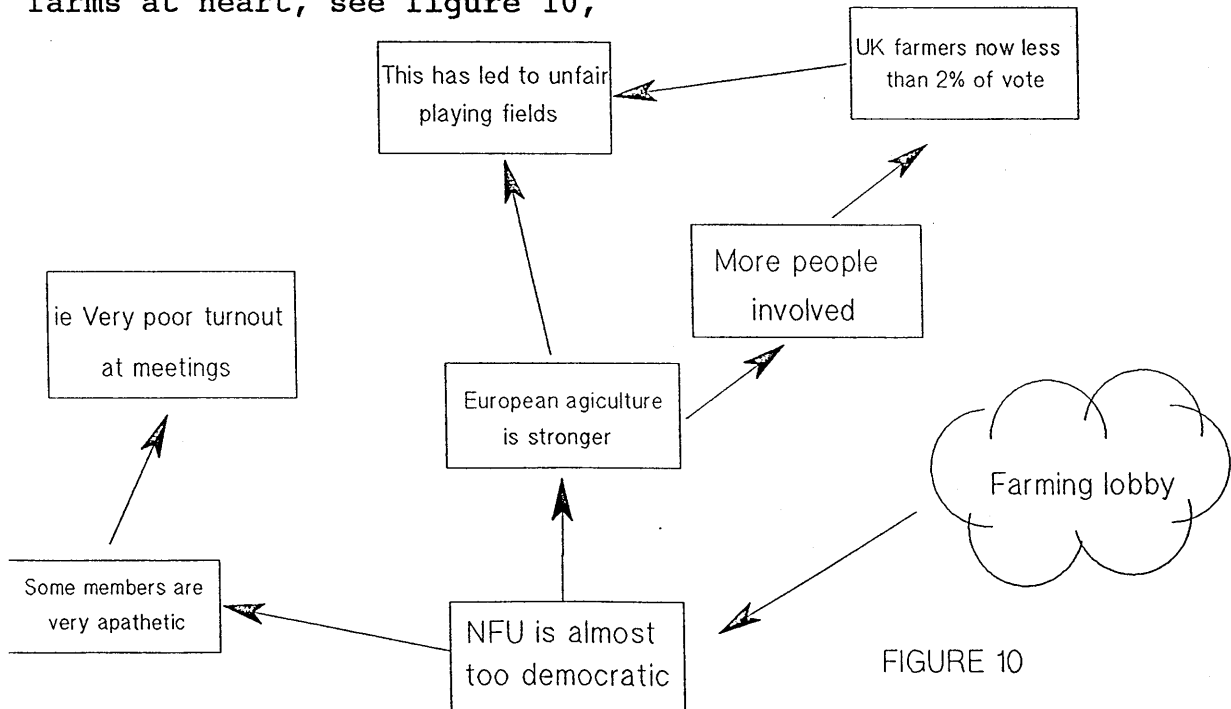 farms at heart, see figure 10,
This has led to unfair
playing fields
UK farmers now less
than 2% of vote
More people
involved
ie Very poor turnout
at meetings
European agiculture
is stronger
Farming lobby
Some members are
very apathetic
NFU is almost
too democratic
FIGURE 10